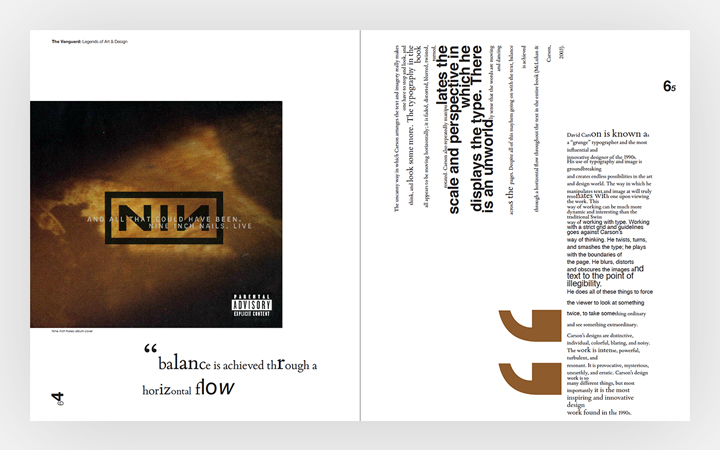 The Vanguard: Legends of Art & Design
NIN
AND ALL THAT COULD HAVE BEEN.
NINE INCH NAILS, LIVE
PARENTAL
ADVISORY
EXPLICIT CONTENT
“balance is achieved through a
horizontal flow
64
The uncanny way in which Carson arranges the text and imagery really makes
one have to stop and look, and
think, and look some more. The typography in the
book
all appears to be moving horizontally; it is faded, distorted, blurred, twisted,
rotated. Carson also repeatedly
lates the
scale and perspective in
which he
displays the type. There
is an unworld
ly sense that the words are moving
and dancing
across the pages. Despite all of this mayhem going on with the text, balance
is achieved
through a horizontal flow throughout the text in the entire book (McLuhan &
Carson,
2003).
65
David Carson is known as
a “grunge” typographer and the most
influential and
innovative designer of the 1990s.
His use of typography and image is
groundbreaking
and creates endless possibilities in the art
and design world. The way in which he
manipulates text and image at will truly
resonates with one upon viewing
the work. This
way of working can be much more
dynamic and interesting than the
traditional Swiss
way of working with type. Working
with a strict grid and guidelines
goes against Carson's
way of thinking. He twists, turns,
and smashes the type; he plays
with the boundaries of
the page. He blurs, distorts
and obscures the images and
text to the point of
illegibility.
He does all of these things to force
the viewer to look at something
twice, to take something ordinary
and see something extraordinary.
Carson's designs are distinctive,
individual, colorful, blaring, and noisy.
The work is intense, powerful,
turbulent, and
resonant. It is provocative, mysterious,
unearthly, and erratic. Carson's design
work is so
many different things, but most
importantly it is the most
inspiring and innovative
design
work found in the 1990s.